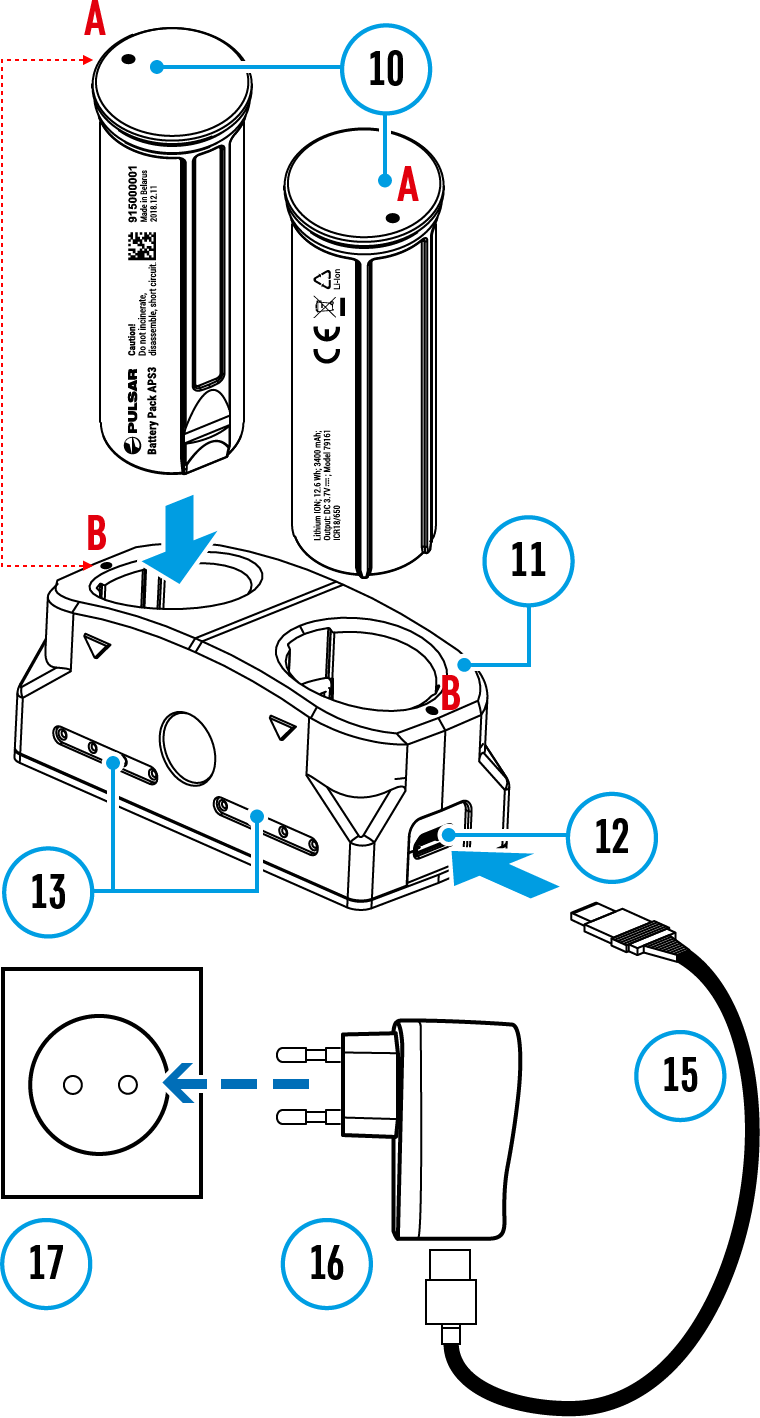 A
10
915000001
Made in Belarus
2018.12.11
Caution!
Do not incinerate,
disassemble, short circuit.
PULSAR
Battery Pack APS3
A
Li-Ion
CE
Lithium ION; 12.6 Wh; 3400 mAh;
Output: DC 3.7V⎓; Model 79161
ICR18/650
B
11
B
12
13
15
16
17